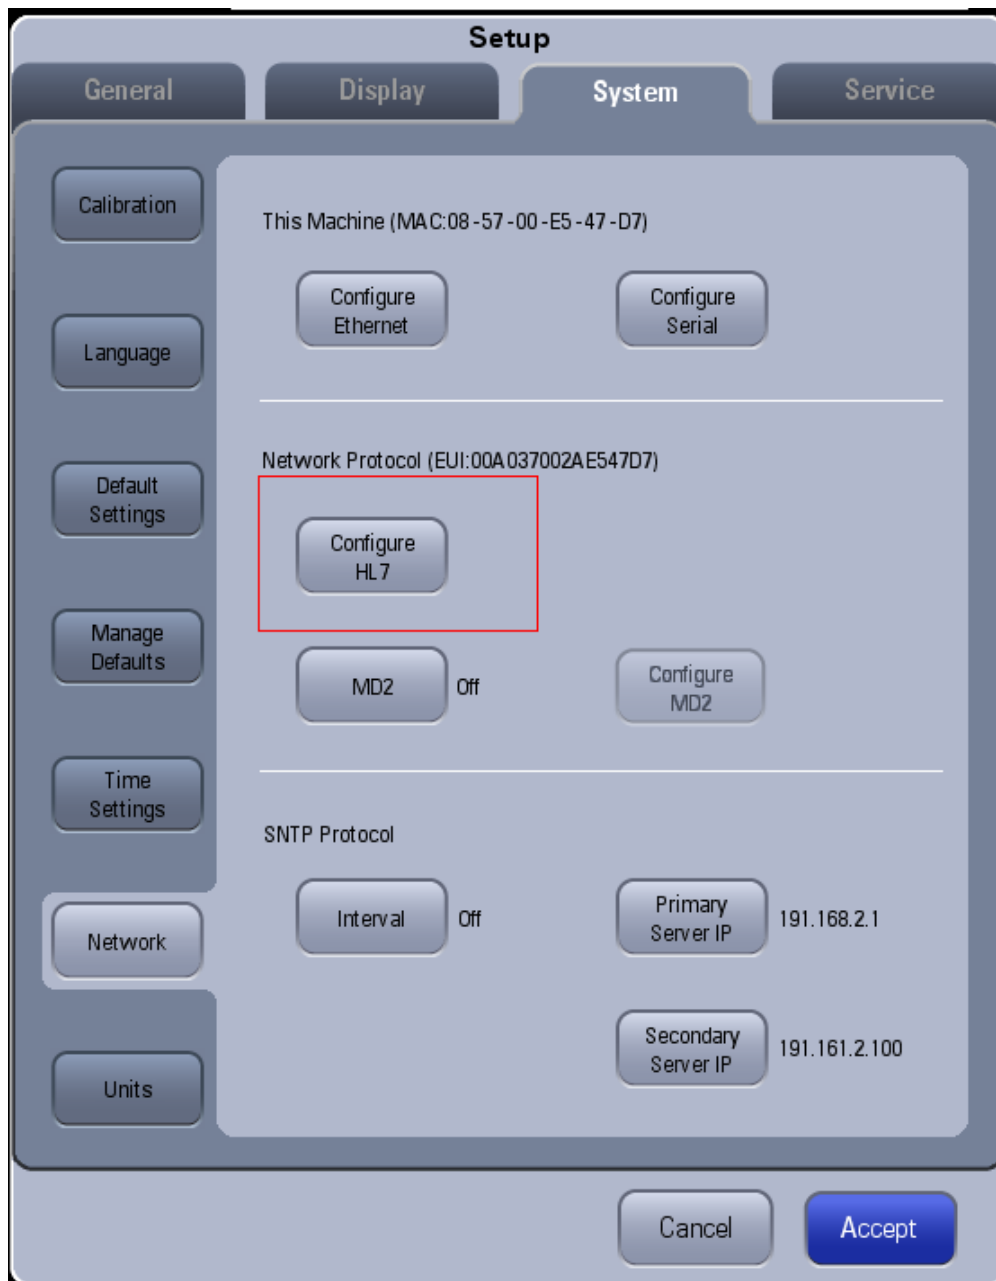 Setup
General Display System Service
Calibration
This Machine (MAC:08-57-00-E5-47-D7)
Configure
Ethernet
Configure
Serial
Language
Network Protocol (EUI:00A037002AE547D7)
Default
Settings
Configure
HL7
Manage
Defaults
MD2 Off
Configure
MD2
Time
Settings
SNTP Protocol
Interval Off
Primary
Server IP
191.168.2.1
Network
Secondary
Server IP
191.161.2.100
Units
Cancel Accept